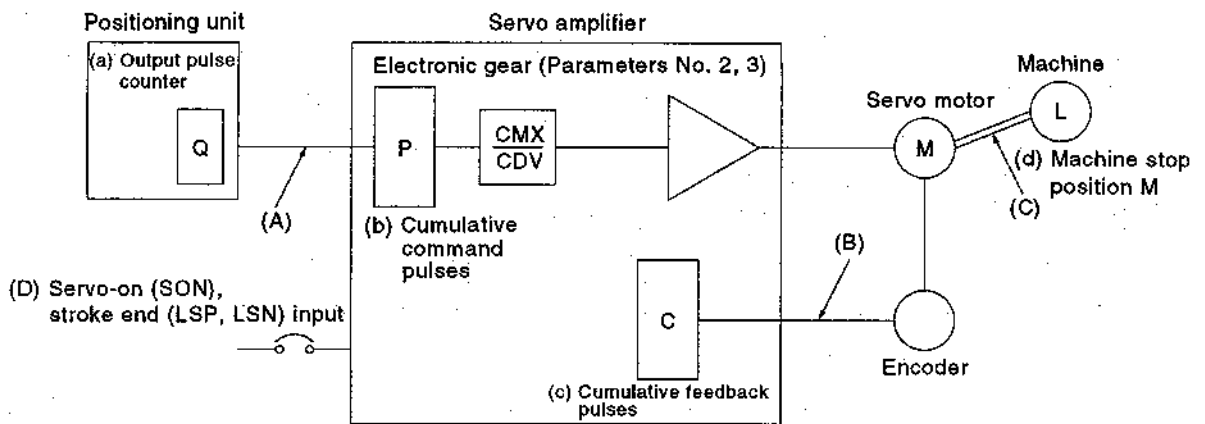 Positioning unit
(a) Output pulse
counter
Q
(A)
Servo amplifier
Electronic gear (Parameters No. 2, 3)
P
CMX
CDV
(b) Cumulative
command
pulses
Servo motor
M
Machine
L
(d) Machine stop
position M
(C)
(B)
(D) Servo-on (SON),
stroke end (LSP, LSN) input
C
(c) Cumulative feedback
pulses
Encoder